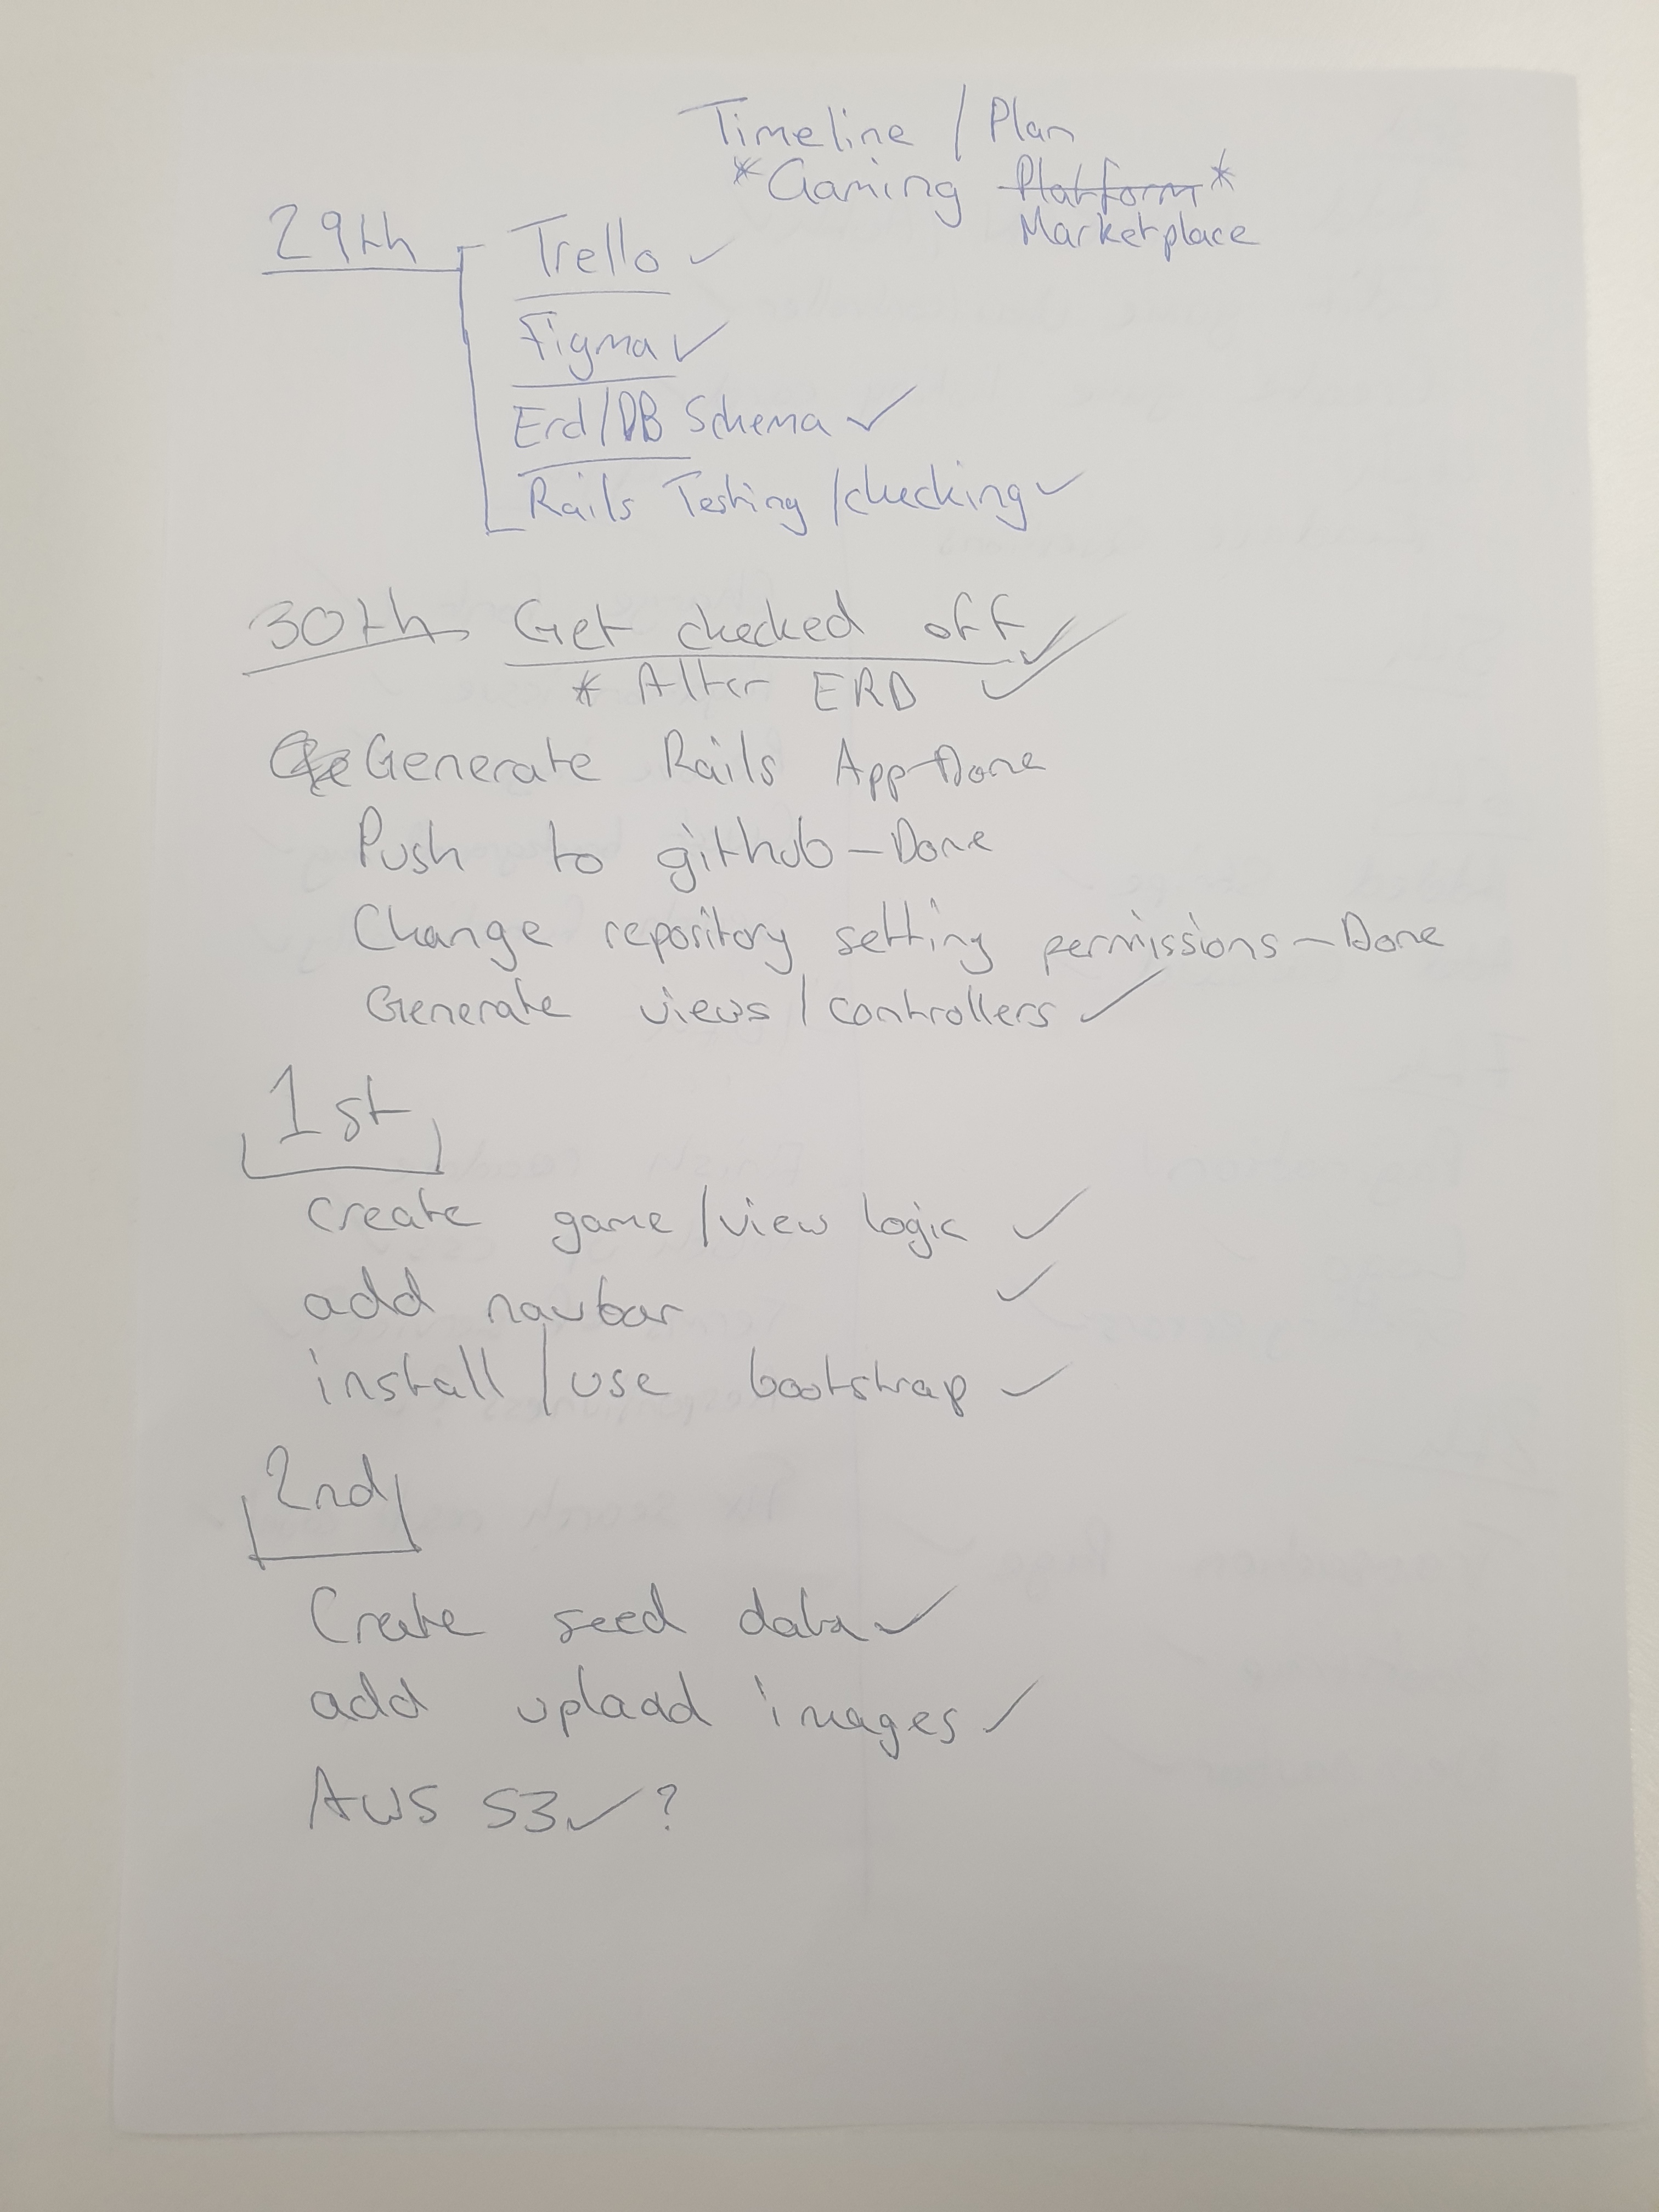 Timeline / Plan
*Gaming Platform*
Marketplace
29th Trello ✓
Figma ✓
Erd/DB Schema ✓
Rails Testing /checking ✓
30th Get checked off ✓
* Alter ERD ✓
Generate Rails App-Done
Push to github - Done
Change repository setting permissions - Done
Generate views / controllers ✓
1st
create game /view logic ✓
add navbar ✓
install / use bootstrap ✓
2nd
Create seed data ✓
add upload images ✓
AWS S3 ✓ ?